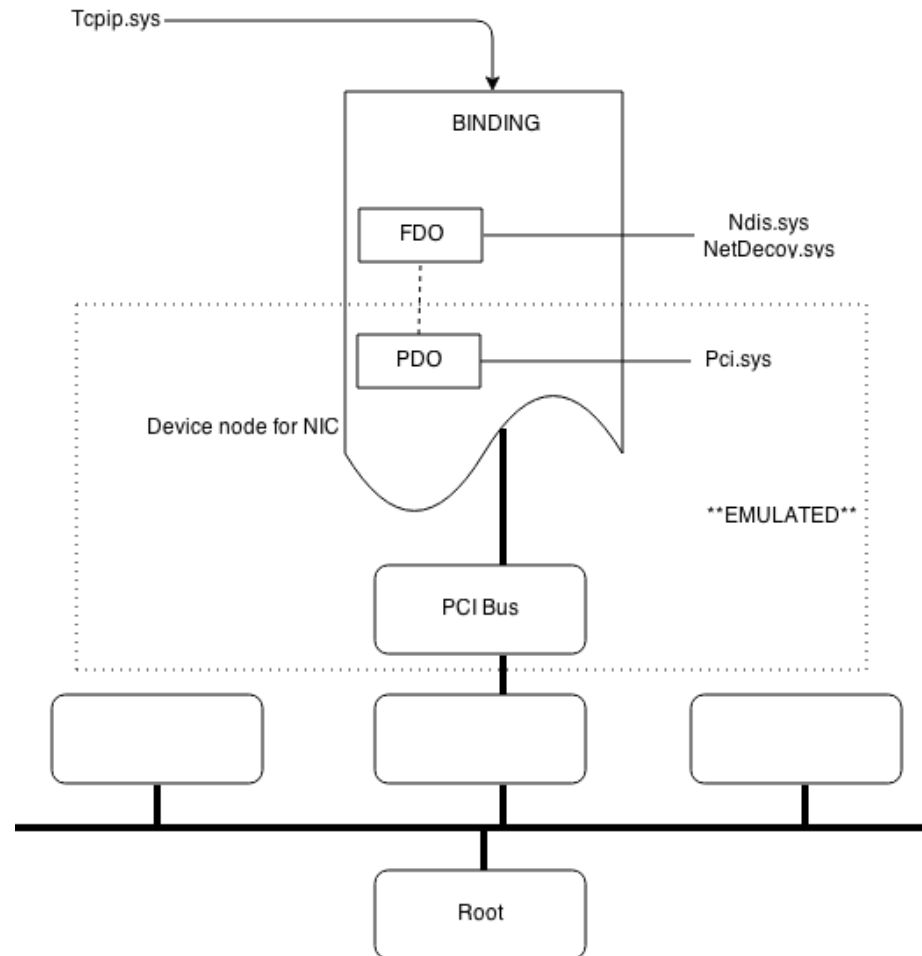 Tcpip.sys
BINDING
FDO
Ndis.sys
NetDecoy.sys
PDO
Pci.sys
Device node for NIC
**EMULATED**
PCI Bus
Root